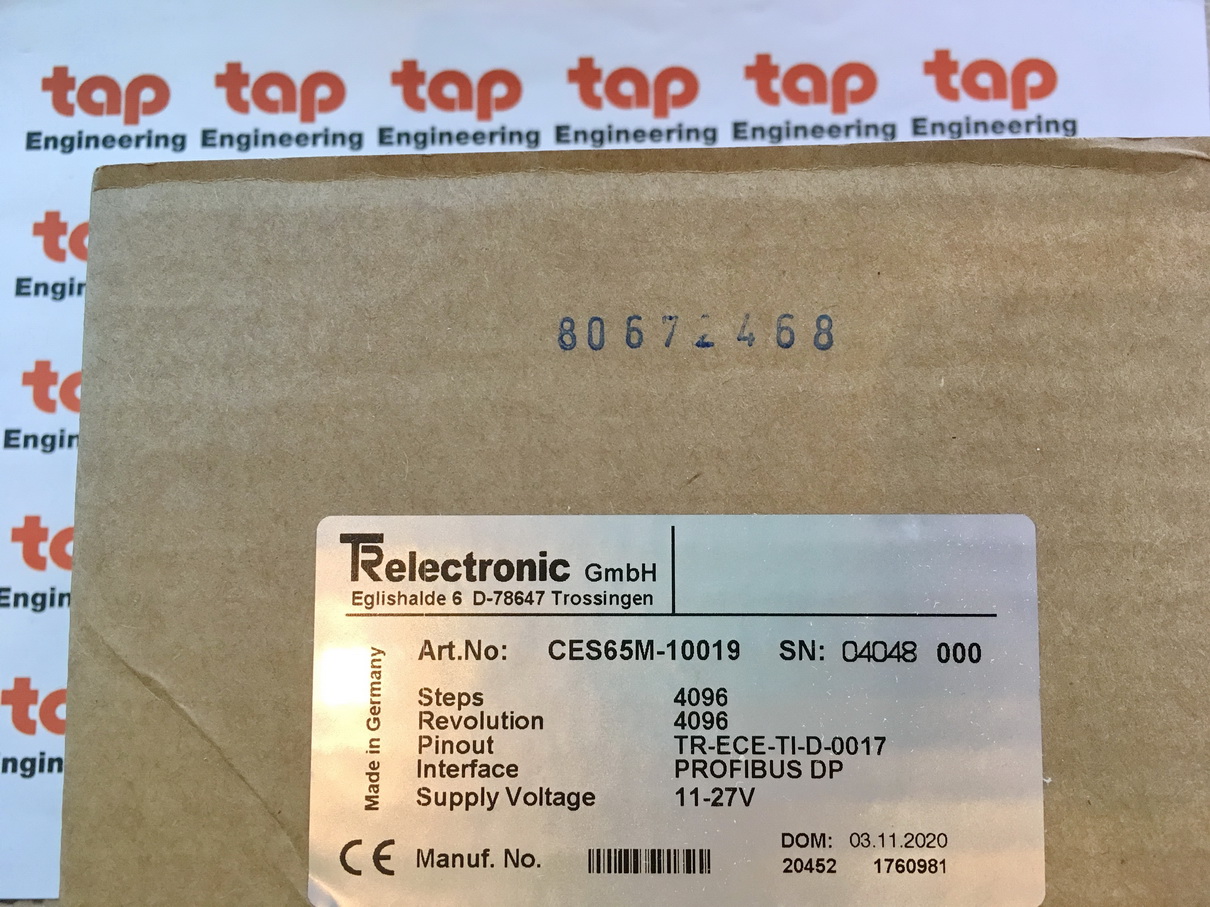 tap tap tap tap tap tap
Engineering Engineering Engineering Engineering Engineering Engineering
80672468
TRelectronic GmbH
Eglishalde 6 D-78647 Trossingen
Made in Germany
Art.No: CES65M-10019 SN: 04048 000
Steps 4096
Revolution 4096
Pinout TR-ECE-TI-D-0017
Interface PROFIBUS DP
Supply Voltage 11-27V
CE Manuf. No.
DOM: 03.11.2020
20452 1760981